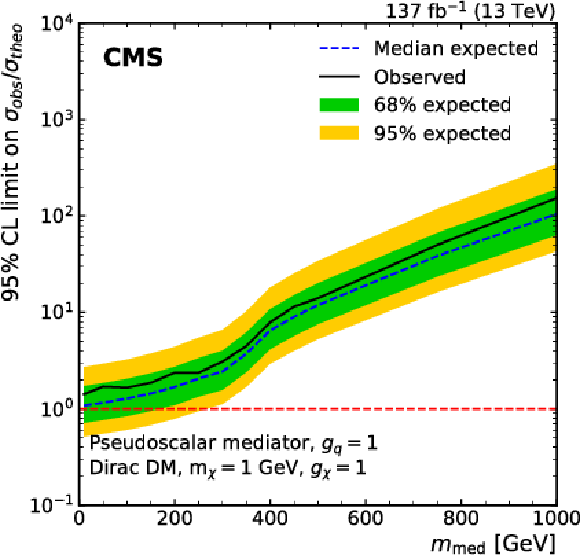 137 fb⁻¹ (13 TeV)
CMS
Median expected
Observed
68% expected
95% expected
95% CL limit on σ_obs/σ_theo
10⁴
10³
10²
10¹
10⁰
10⁻¹
Pseudoscalar mediator, g_q = 1
Dirac DM, m_χ = 1 GeV, g_χ = 1
0 200 400 600 800 1000
m_med [GeV]